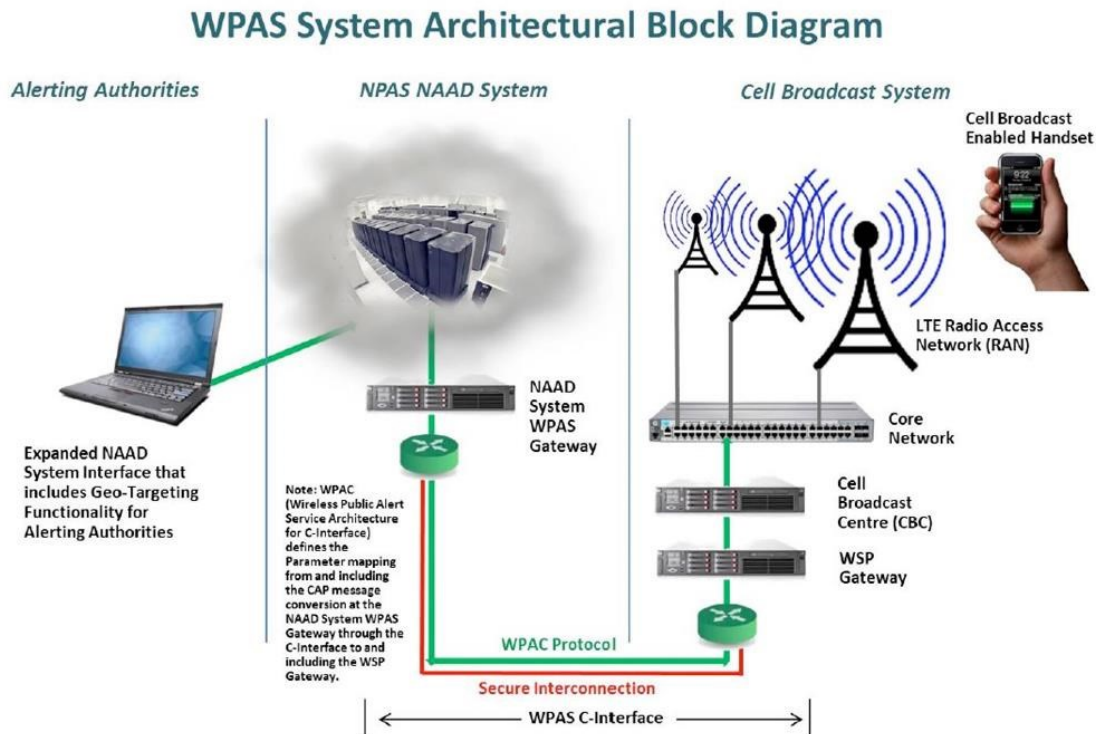 WPAS System Architectural Block Diagram
Alerting Authorities
NPAS NAAD System
Cell Broadcast System
Cell Broadcast
Enabled Handset
9:22
LTE Radio Access
Network (RAN)
NAAD
System
WPAS
Gateway
Core
Network
Expanded NAAD
System Interface that
includes Geo-Targeting
Functionality for
Alerting Authorities
Note: WPAC
(Wireless Public Alert
Service Architecture
for C-Interface)
defines the
Parameter mapping
from and including
the CAP message
conversion at the
NAAD System WPAS
Gateway through the
C-Interface to and
including the WSP
Gateway.
Cell
Broadcast
Centre (CBC)
WSP
Gateway
WPAC Protocol
Secure Interconnection
WPAS C-Interface